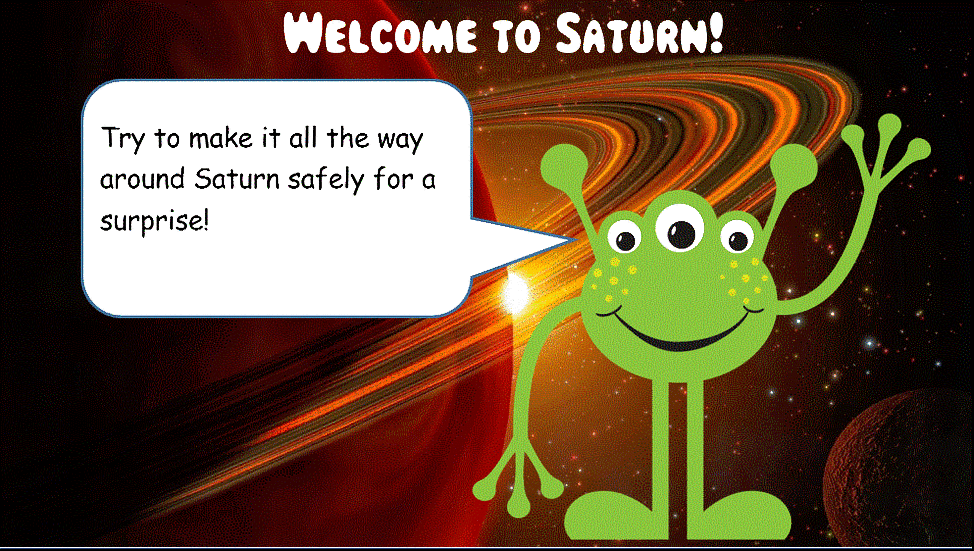 WELCOME TO SATURN!
Try to make it all the way
around Saturn safely for a
surprise!